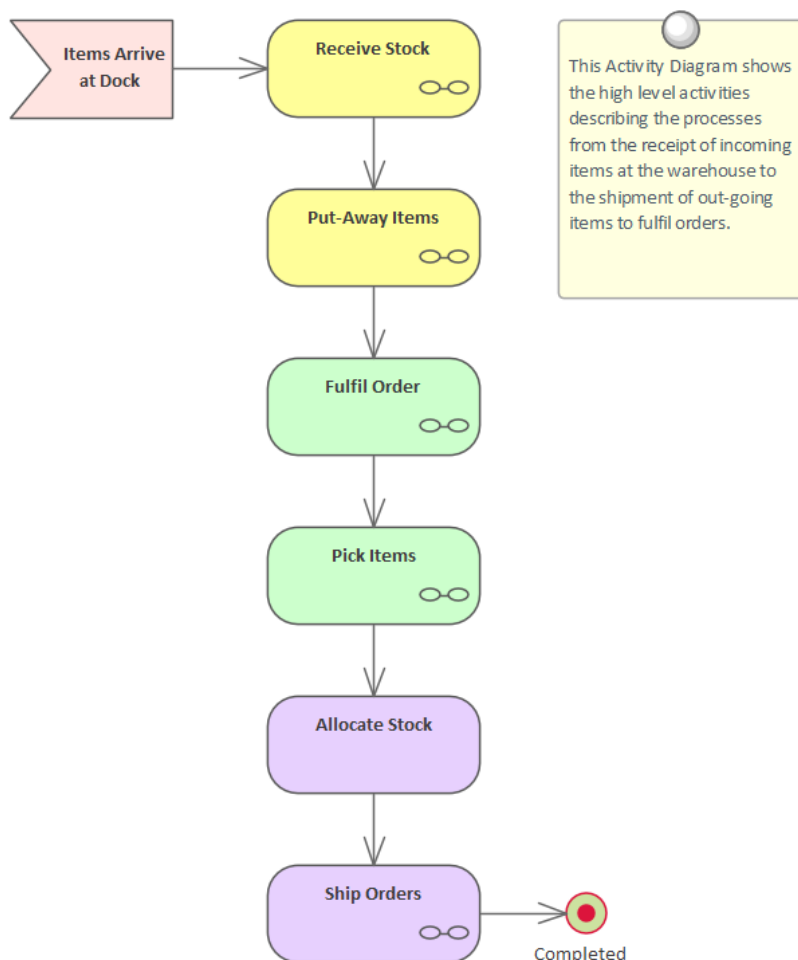 Items Arrive
at Dock
Receive Stock
This Activity Diagram shows
the high level activities
describing the processes
from the receipt of incoming
items at the warehouse to
the shipment of out-going
items to fulfil orders.
Put-Away Items
Fulfil Order
Pick Items
Allocate Stock
Ship Orders
Completed